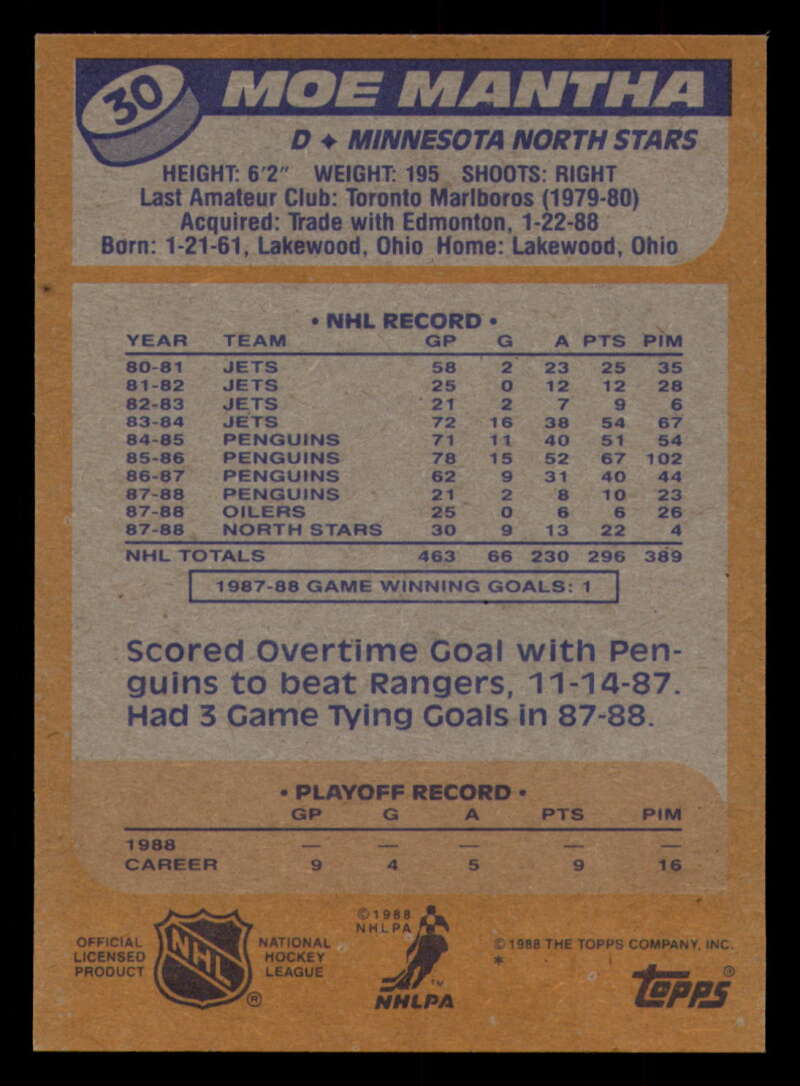 30
MOE MANTHA
D ✦ MINNESOTA NORTH STARS
HEIGHT: 6'2" WEIGHT: 195 SHOOTS: RIGHT
Last Amateur Club: Toronto Marlboros (1979-80)
Acquired: Trade with Edmonton, 1-22-88
Born: 1-21-61, Lakewood, Ohio Home: Lakewood, Ohio
• NHL RECORD •
YEAR TEAM GP G A PTS PIM
80-81 JETS 58 2 23 25 35
81-82 JETS 25 0 12 12 28
82-83 JETS 21 2 7 9 6
83-84 JETS 72 16 38 54 67
84-85 PENGUINS 71 11 40 51 54
85-86 PENGUINS 78 15 52 67 102
86-87 PENGUINS 62 9 31 40 44
87-88 PENGUINS 21 2 8 10 23
87-88 OILERS 25 0 6 6 26
87-88 NORTH STARS 30 9 13 22 4
NHL TOTALS 463 66 230 296 389
1987-88 GAME WINNING GOALS: 1
Scored Overtime Goal with Pen-
guins to beat Rangers, 11-14-87.
Had 3 Game Tying Goals in 87-88.
• PLAYOFF RECORD •
GP G A PTS PIM
1988 — — — — —
CAREER 9 4 5 9 16
OFFICIAL
LICENSED
PRODUCT
NHL
®
NATIONAL
HOCKEY
LEAGUE
© 1988
NHLPA
TM
NHLPA
© 1988 THE TOPPS COMPANY, INC.
*
TOPPS®